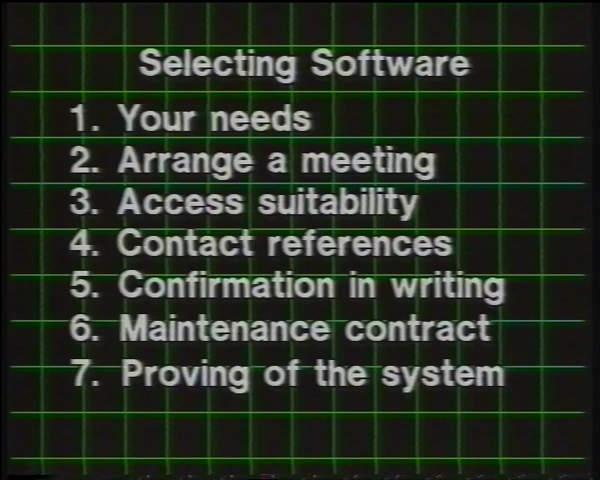 Selecting Software
1. Your needs
2. Arrange a meeting
3. Access suitability
4. Contact references
5. Confirmation in writing
6. Maintenance contract
7. Proving of the system